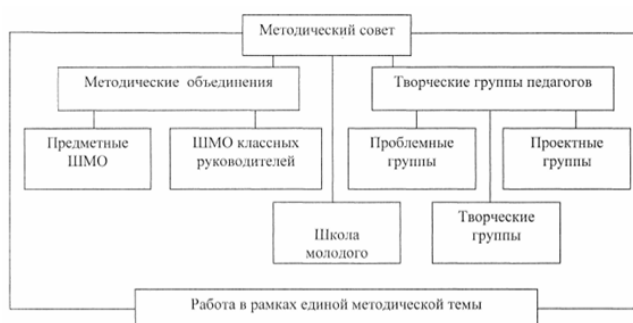 Методический совет
Методические объединения
Творческие группы педагогов
Предметные
ШМО
ШМО классных
руководителей
Проблемные
группы
Проектные
группы
Школа
молодого
Творческие
группы
Работа в рамках единой методической темы